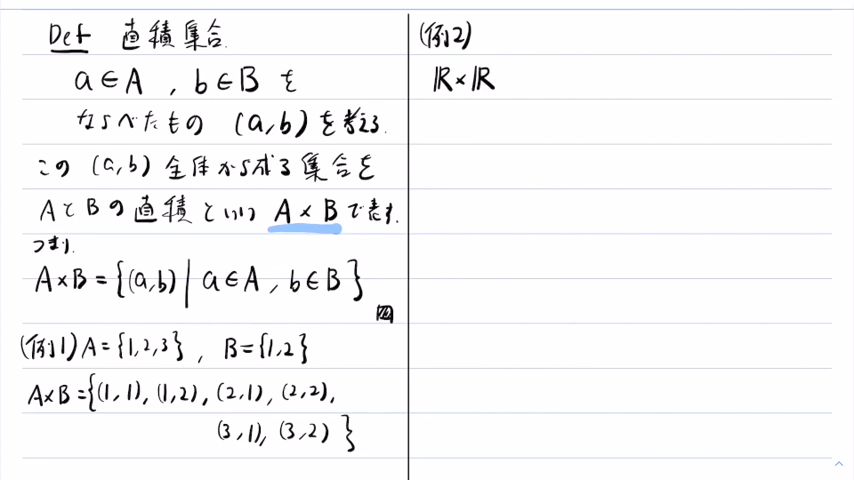 Def 直積集合
a∈A , b∈B を
ならべたもの (a,b) を考える.
この (a,b) 全体から成る集合を
AとBの直積といい A×B で表す.
つまり.
A×B={(a,b)| a∈A , b∈B}
(例1) A={1,2,3} , B={1,2}
A×B={(1,1), (1,2), (2,1), (2,2),
(3,1), (3,2) }
(例2)
ℝ×ℝ